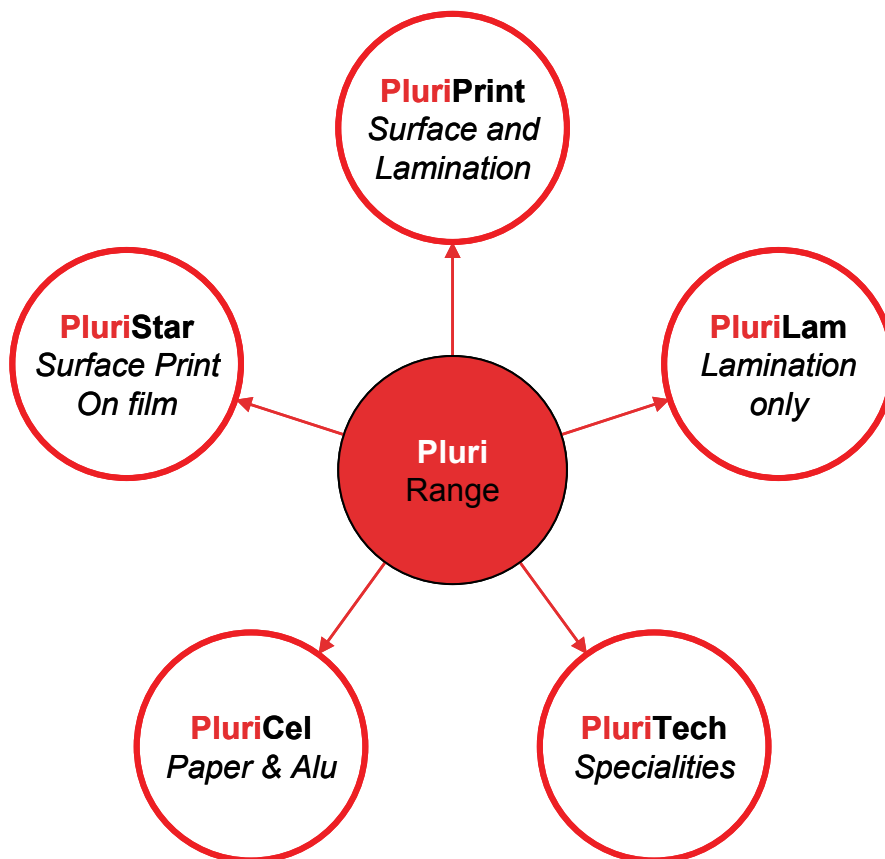 PluriPrint
Surface and
Lamination
PluriStar
Surface Print
On film
PluriLam
Lamination
only
Pluri
Range
PluriCel
Paper & Alu
PluriTech
Specialities